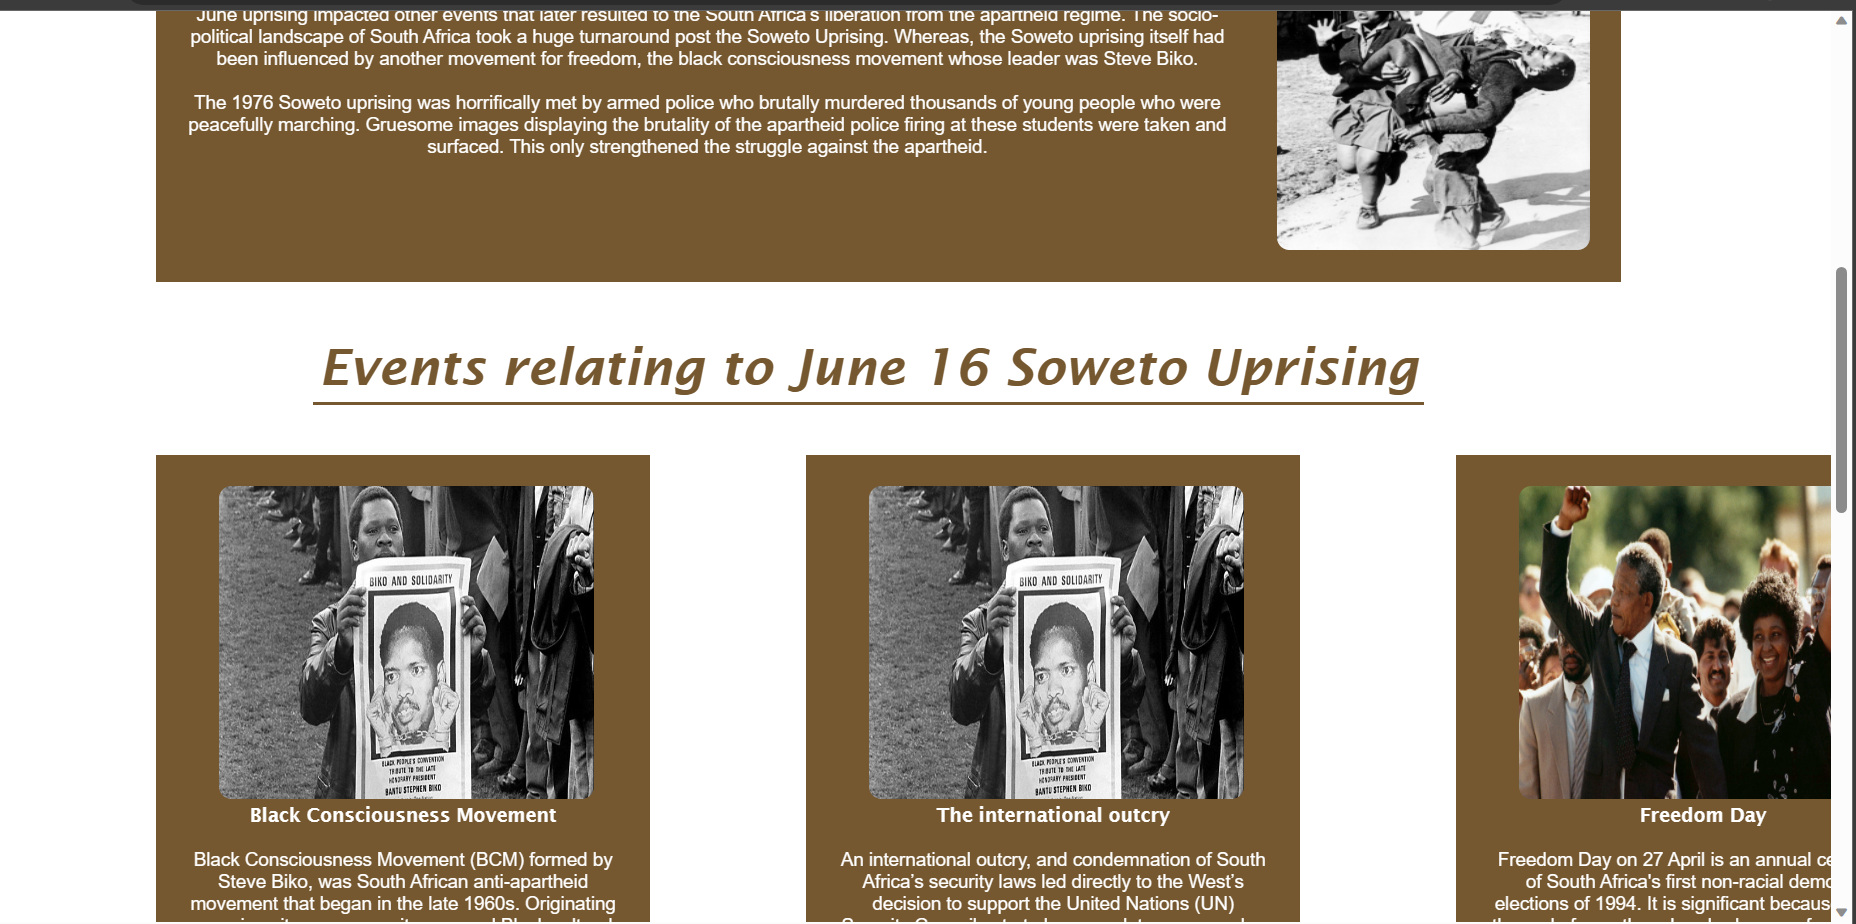 June uprising impacted other events that later resulted to the South Africa's liberation from the apartheid regime. The socio-
political landscape of South Africa took a huge turnaround post the Soweto Uprising. Whereas, the Soweto uprising itself had
been influenced by another movement for freedom, the black consciousness movement whose leader was Steve Biko.
The 1976 Soweto uprising was horrifically met by armed police who brutally murdered thousands of young people who were
peacefully marching. Gruesome images displaying the brutality of the apartheid police firing at these students were taken and
surfaced. This only strengthened the struggle against the apartheid.
Events relating to June 16 Soweto Uprising
BIKO AND SOLIDARITY
BLACK PEOPLE'S CONVENTION
TRIBUTE TO THE LATE
HONORARY PRESIDENT
BANTU STEPHEN BIKO
Black Consciousness Movement
Black Consciousness Movement (BCM) formed by
Steve Biko, was South African anti-apartheid
movement that began in the late 1960s. Originating
BIKO AND SOLIDARITY
BLACK PEOPLE'S CONVENTION
TRIBUTE TO THE LATE
HONORARY PRESIDENT
BANTU STEPHEN BIKO
The international outcry
An international outcry, and condemnation of South
Africa's security laws led directly to the West's
decision to support the United Nations (UN)
Freedom Day
Freedom Day on 27 April is an annual ce
of South Africa's first non-racial demo
elections of 1994. It is significant becaus